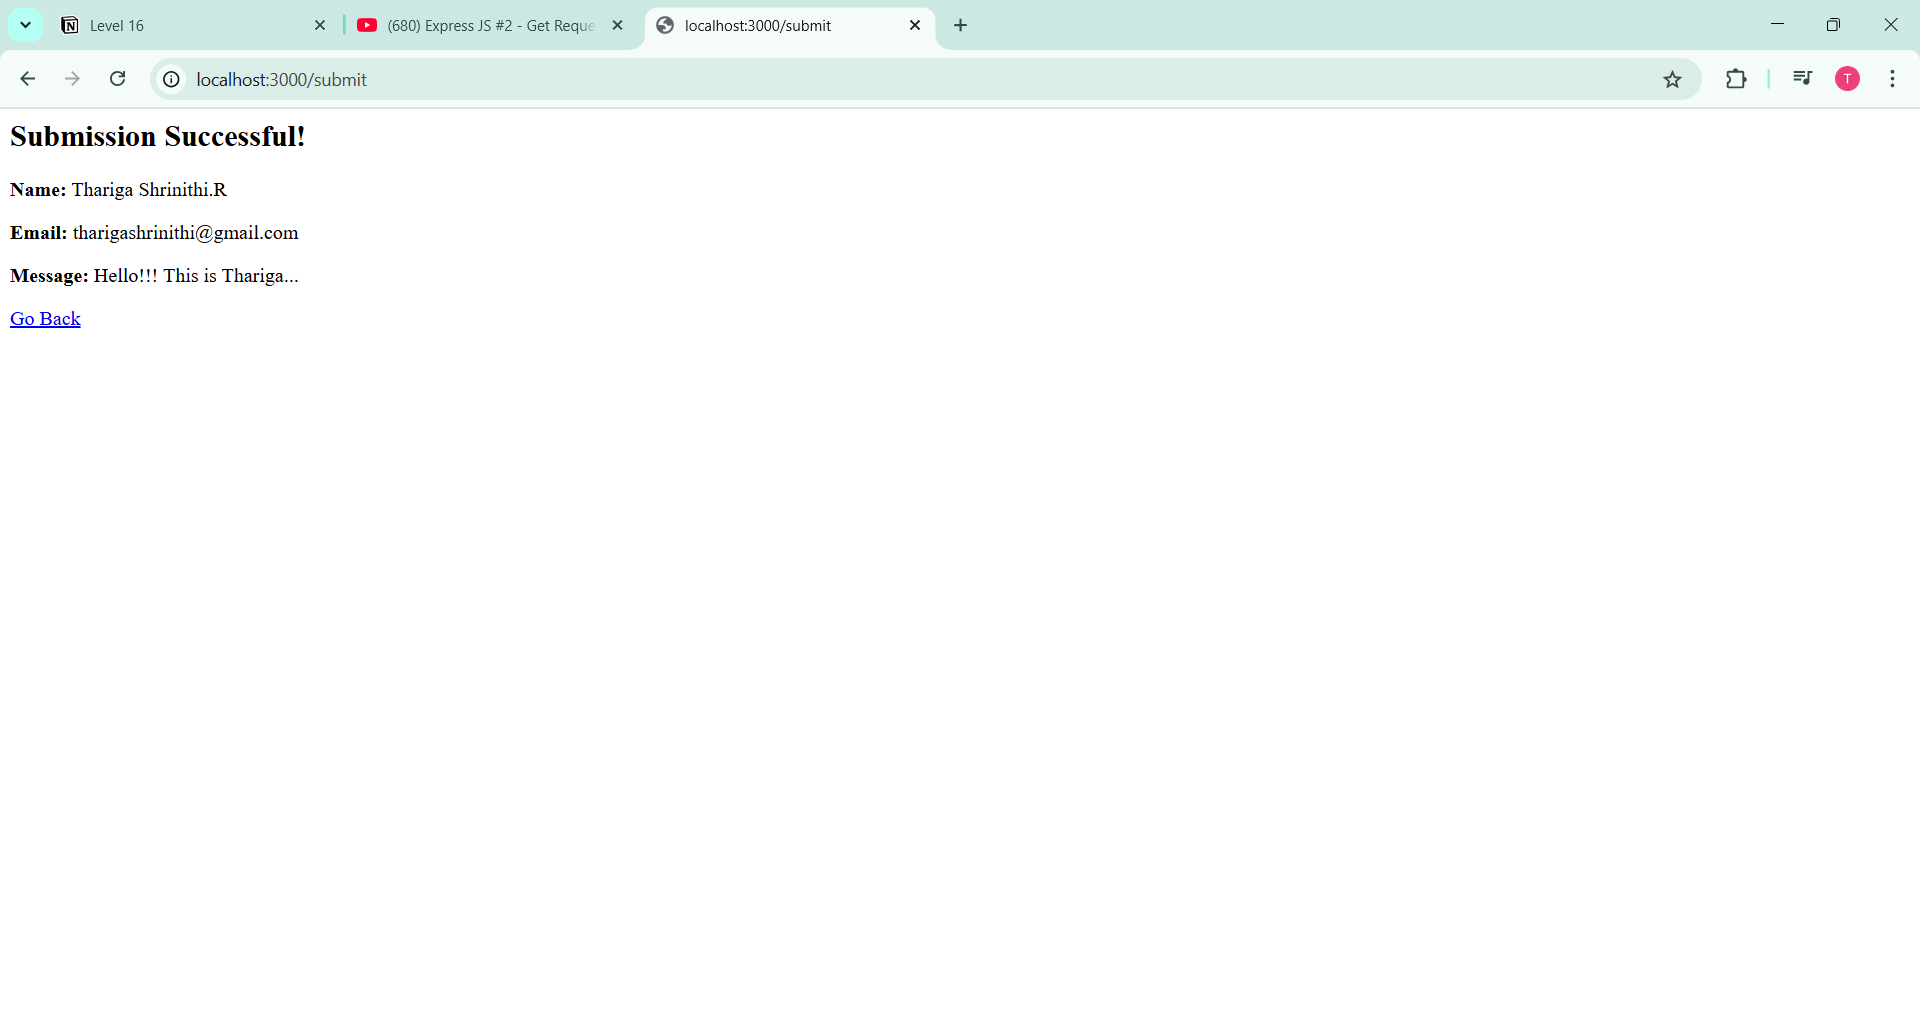 Level 16
(680) Express JS #2 - Get Reque
localhost:3000/submit
localhost:3000/submit
T
Submission Successful!
Name: Thariga Shrinithi.R
Email: tharigashrinithi@gmail.com
Message: Hello!!! This is Thariga...
Go Back